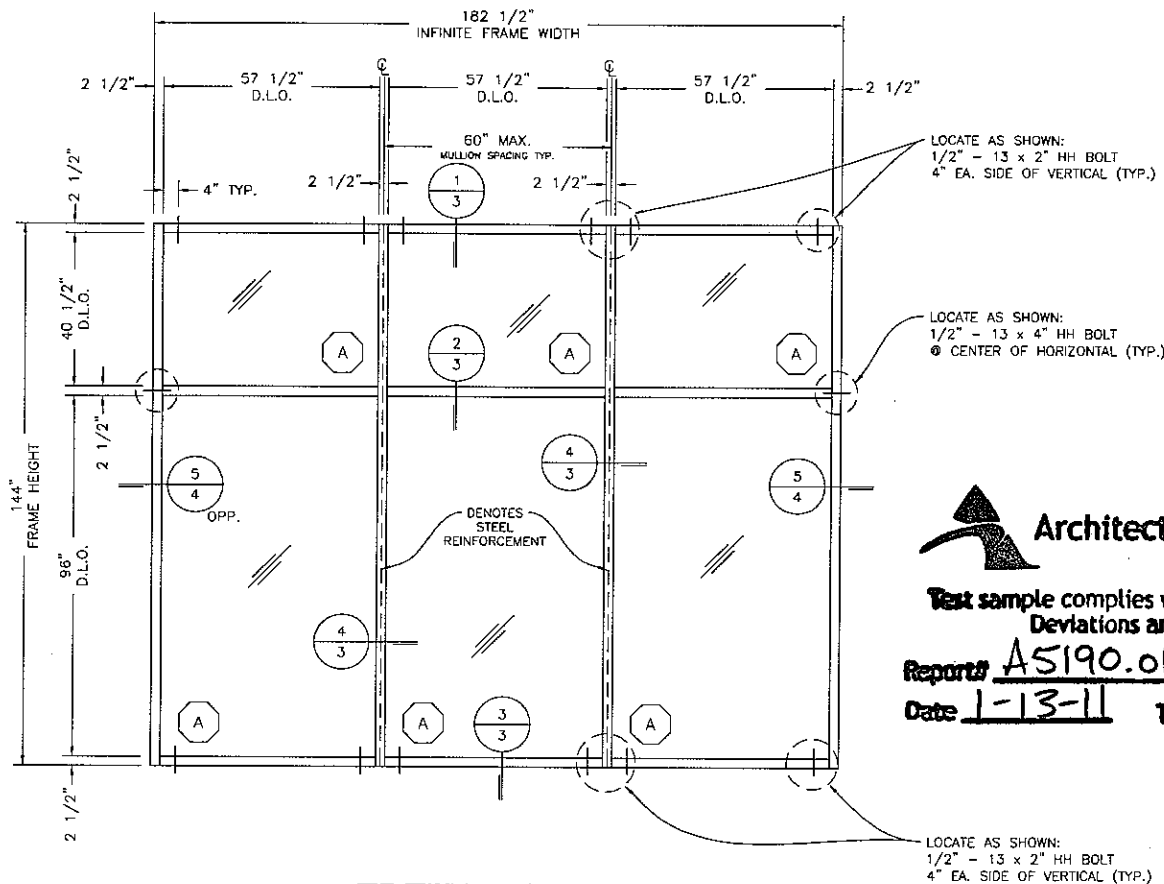 182 1/2"
INFINITE FRAME WIDTH
2 1/2"
57 1/2"
D.L.O.
57 1/2"
D.L.O.
57 1/2"
D.L.O.
2 1/2"
60" MAX.
MULLION SPACING TYP.
2 1/2"
4" TYP.
2 1/2"
1
3
2 1/2"
LOCATE AS SHOWN:
1/2" - 13 x 2" HH BOLT
4" EA. SIDE OF VERTICAL (TYP.)
40 1/2"
D.L.O.
A
2
3
A
A
LOCATE AS SHOWN:
1/2" - 13 x 4" HH BOLT
@ CENTER OF HORIZONTAL (TYP.)
2 1/2"
144"
FRAME HEIGHT
96"
D.L.O.
5
4
OPP.
4
3
5
4
DENOTES
STEEL
REINFORCEMENT
4
3
A
A
3
3
A
2 1/2"
LOCATE AS SHOWN:
1/2" - 13 x 2" HH BOLT
4" EA. SIDE OF VERTICAL (TYP.)
Architect
Test sample complies
Deviations
Report# A5190.01
Date 1-13-11